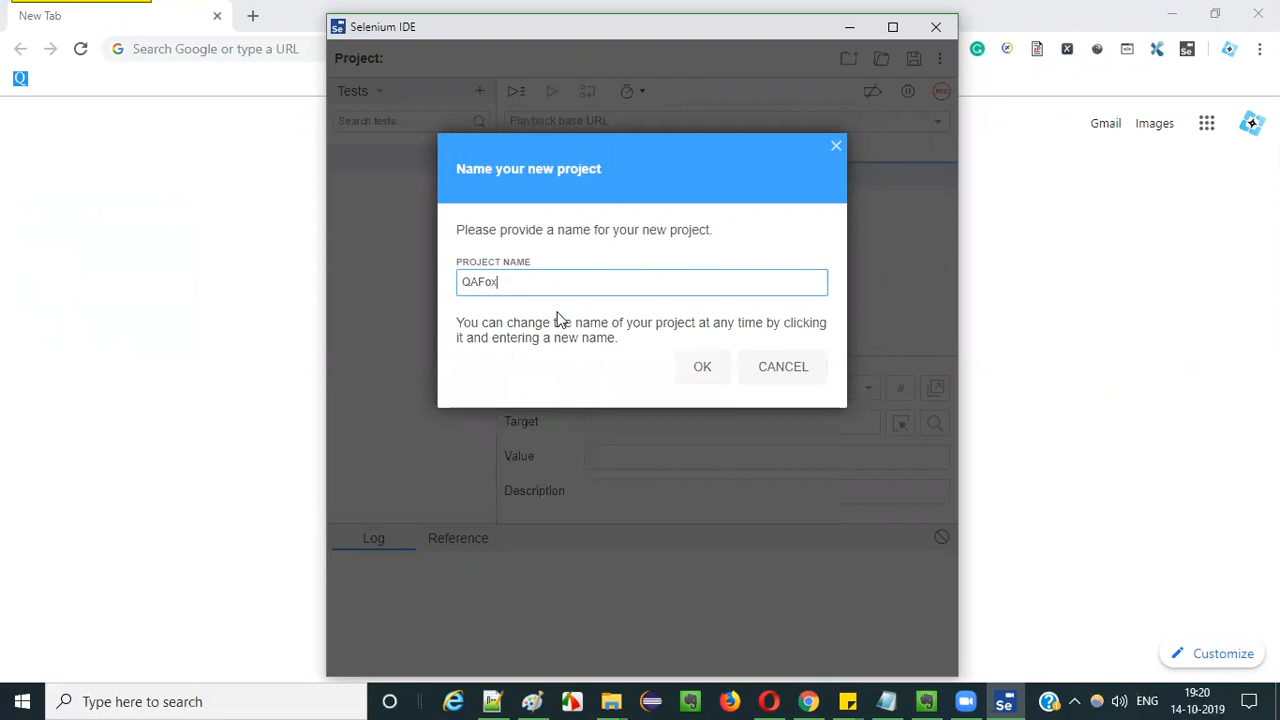 New Tab
Selenium IDE
Search Google or type a URL
Project:
Tests
REC
Search tests...
Playback base URL
Gmail
Images
Name your new project
Please provide a name for your new project.
PROJECT NAME
QAFox
You can change the name of your project at any time by clicking
it and entering a new name.
OK
CANCEL
//
Target
Value
Description
Log
Reference
Customize
Type here to search
ENG
19:20
14-10-2019